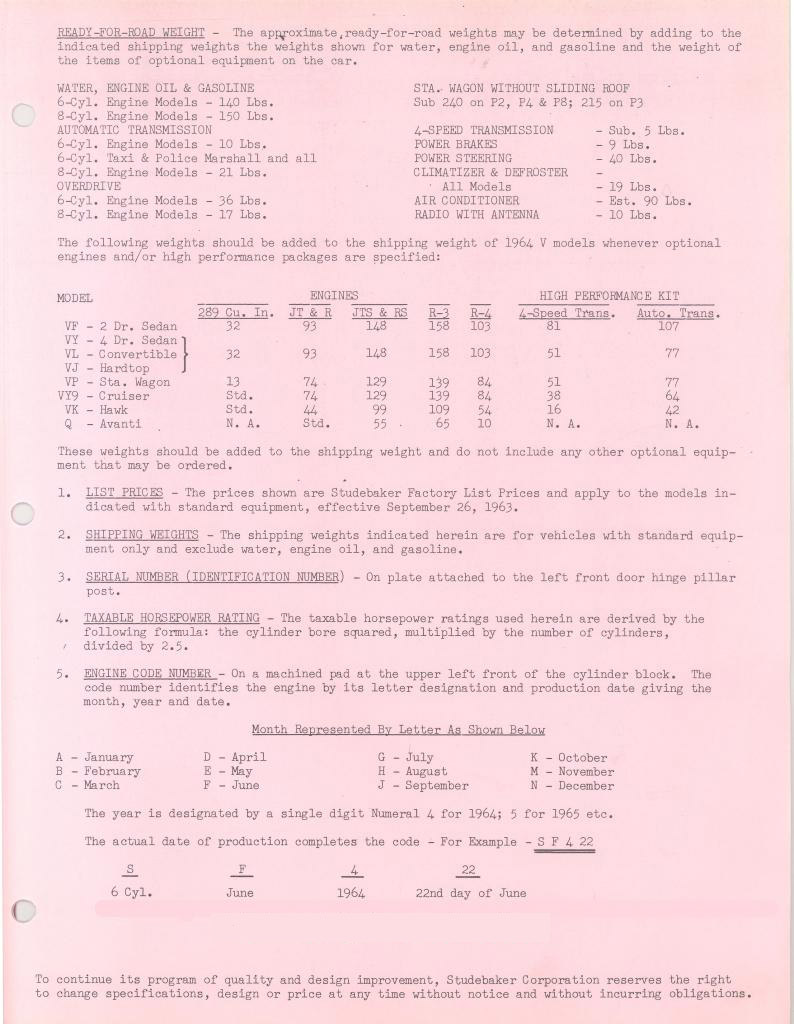 READY-FOR-ROAD WEIGHT - The approximate ready-for-road weights may be determined by adding to the
indicated shipping weights the weights shown for water, engine oil, and gasoline and the weight of
the items of optional equipment on the car.
WATER, ENGINE OIL & GASOLINE
6-Cyl. Engine Models - 140 Lbs.
8-Cyl. Engine Models - 150 Lbs.
AUTOMATIC TRANSMISSION
6-Cyl. Engine Models - 10 Lbs.
6-Cyl. Taxi & Police Marshall and all
8-Cyl. Engine Models - 21 Lbs.
OVERDRIVE
6-Cyl. Engine Models - 36 Lbs.
8-Cyl. Engine Models - 17 Lbs.
STA. WAGON WITHOUT SLIDING ROOF
Sub 240 on P2, P4 & P8; 215 on P3
4-SPEED TRANSMISSION - Sub. 5 Lbs.
POWER BRAKES - 9 Lbs.
POWER STEERING - 40 Lbs.
CLIMATIZER & DEFROSTER -
All Models - 19 Lbs.
AIR CONDITIONER - Est. 90 Lbs.
RADIO WITH ANTENNA - 10 Lbs.
The following weights should be added to the shipping weight of 1964 V models whenever optional
engines and/or high performance packages are specified:
MODEL ENGINES HIGH PERFORMANCE KIT
289 Cu. In. JT & R JTS & RS R-3 R-4 4-Speed Trans. Auto. Trans.
VF - 2 Dr. Sedan 32 93 148 158 103 81 107
VY - 4 Dr. Sedan
VL - Convertible 32 93 148 158 103 51 77
VJ - Hardtop
VP - Sta. Wagon 13 74 129 139 84 51 77
VY9 - Cruiser Std. 74 129 139 84 38 64
VK - Hawk Std. 44 99 109 54 16 42
Q - Avanti N. A. Std. 55 65 10 N. A. N. A.
These weights should be added to the shipping weight and do not include any other optional equip-
ment that may be ordered.
1. LIST PRICES - The prices shown are Studebaker Factory List Prices and apply to the models in-
dicated with standard equipment, effective September 26, 1963.
2. SHIPPING WEIGHTS - The shipping weights indicated herein are for vehicles with standard equip-
ment only and exclude water, engine oil, and gasoline.
3. SERIAL NUMBER (IDENTIFICATION NUMBER) - On plate attached to the left front door hinge pillar
post.
4. TAXABLE HORSEPOWER RATING - The taxable horsepower ratings used herein are derived by the
following formula: the cylinder bore squared, multiplied by the number of cylinders,
divided by 2.5.
5. ENGINE CODE NUMBER - On a machined pad at the upper left front of the cylinder block. The
code number identifies the engine by its letter designation and production date giving the
month, year and date.
Month Represented By Letter As Shown Below
A - January D - April G - July K - October
B - February E - May H - August M - November
C - March F - June J - September N - December
The year is designated by a single digit Numeral 4 for 1964; 5 for 1965 etc.
The actual date of production completes the code - For Example - S F 4 22
S F 4 22
6 Cyl. June 1964 22nd day of June
To continue its program of quality and design improvement, Studebaker Corporation reserves the right
to change specifications, design or price at any time without notice and without incurring obligations.